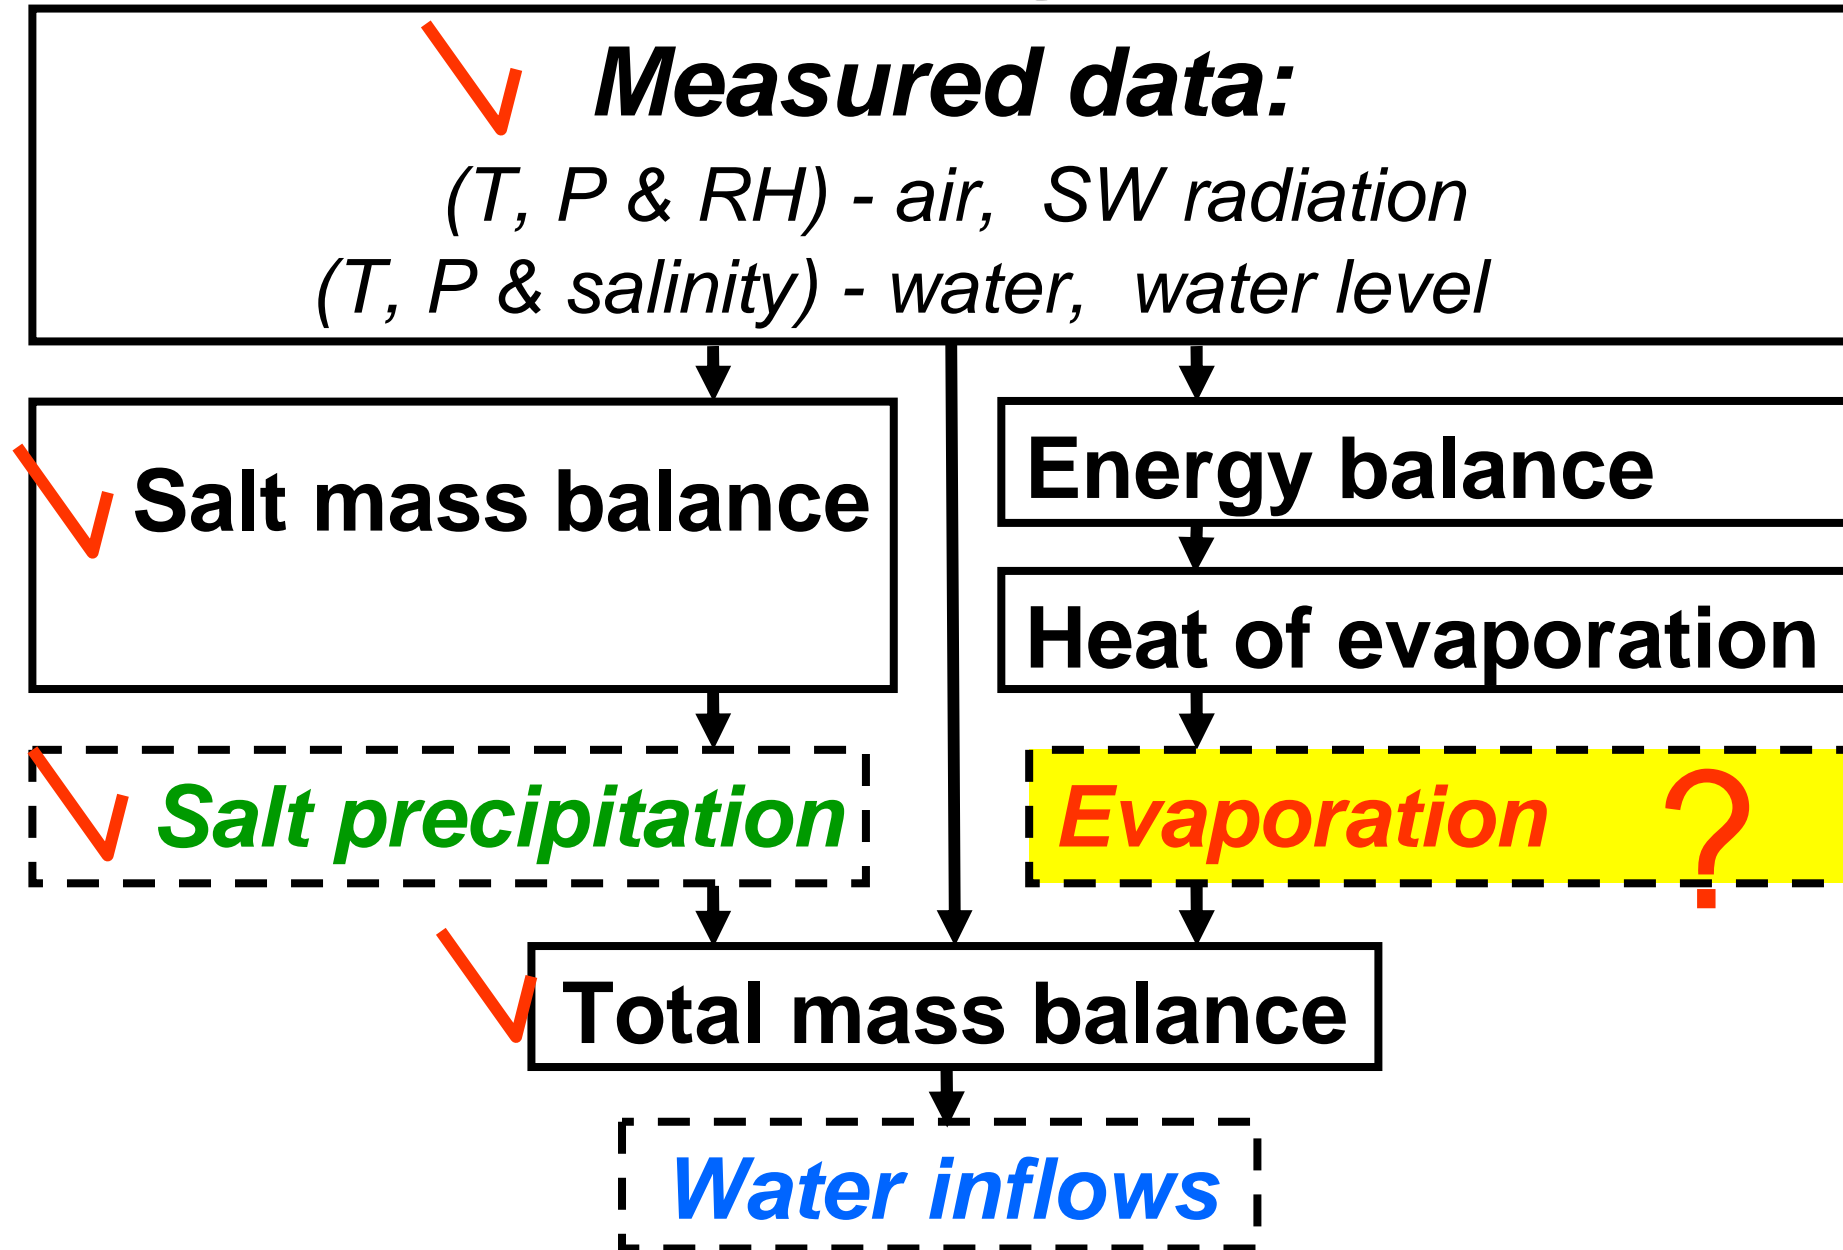 Measured data:
(T, P & RH) - air, SW radiation
(T, P & salinity) - water, water level
Salt mass balance
Energy balance
Heat of evaporation
Salt precipitation
Evaporation ?
Total mass balance
Water inflows